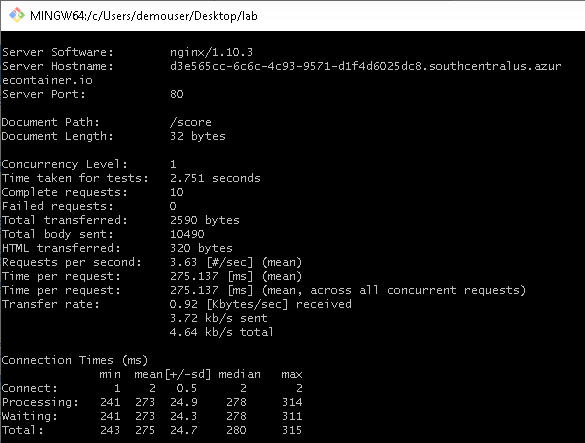 MINGW64:/c/Users/demouser/Desktop/lab
Server Software:        nginx/1.10.3
Server Hostname:        d3e565cc-6c6c-4c93-9571-d1f4d6025dc8.southcentralus.azur
econtainer.io
Server Port:            80
Document Path:          /score
Document Length:        32 bytes
Concurrency Level:      1
Time taken for tests:   2.751 seconds
Complete requests:      10
Failed requests:        0
Total transferred:      2590 bytes
Total body sent:        10490
HTML transferred:       320 bytes
Requests per second:    3.63 [#/sec] (mean)
Time per request:       275.137 [ms] (mean)
Time per request:       275.137 [ms] (mean, across all concurrent requests)
Transfer rate:          0.92 [Kbytes/sec] received
                        3.72 kb/s sent
                        4.64 kb/s total
Connection Times (ms)
              min  mean[+/-sd] median   max
Connect:        1    2   0.5      2       2
Processing:   241  273  24.9    278     314
Waiting:      241  273  24.3    278     311
Total:        243  275  24.7    280     315